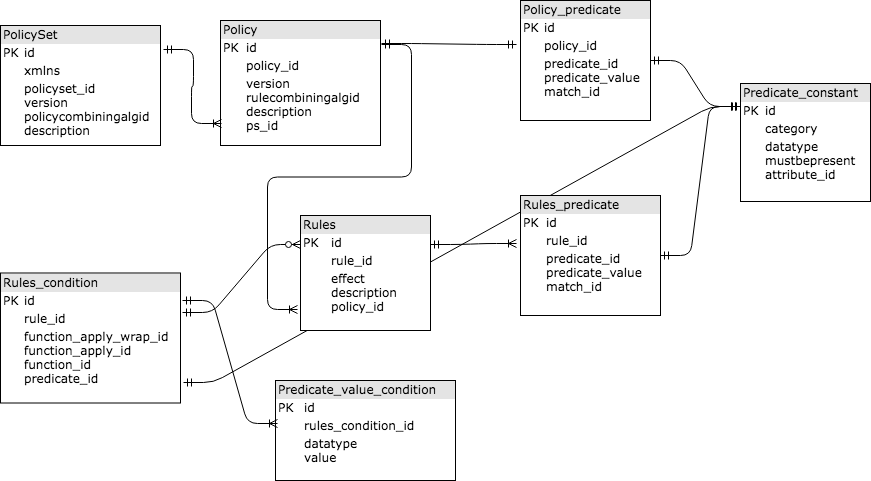 PolicySet
PK id
xmlns
policyset_id
version
policycombiningalgid
description
Policy
PK id
policy_id
version
rulecombiningalgid
description
ps_id
Policy_predicate
PK id
policy_id
predicate_id
predicate_value
match_id
Predicate_constant
PK id
category
datatype
mustbepresent
attribute_id
Rules
PK id
rule_id
effect
description
policy_id
Rules_predicate
PK id
rule_id
predicate_id
predicate_value
match_id
Rules_condition
PK id
rule_id
function_apply_wrap_id
function_apply_id
function_id
predicate_id
Predicate_value_condition
PK id
rules_condition_id
datatype
value